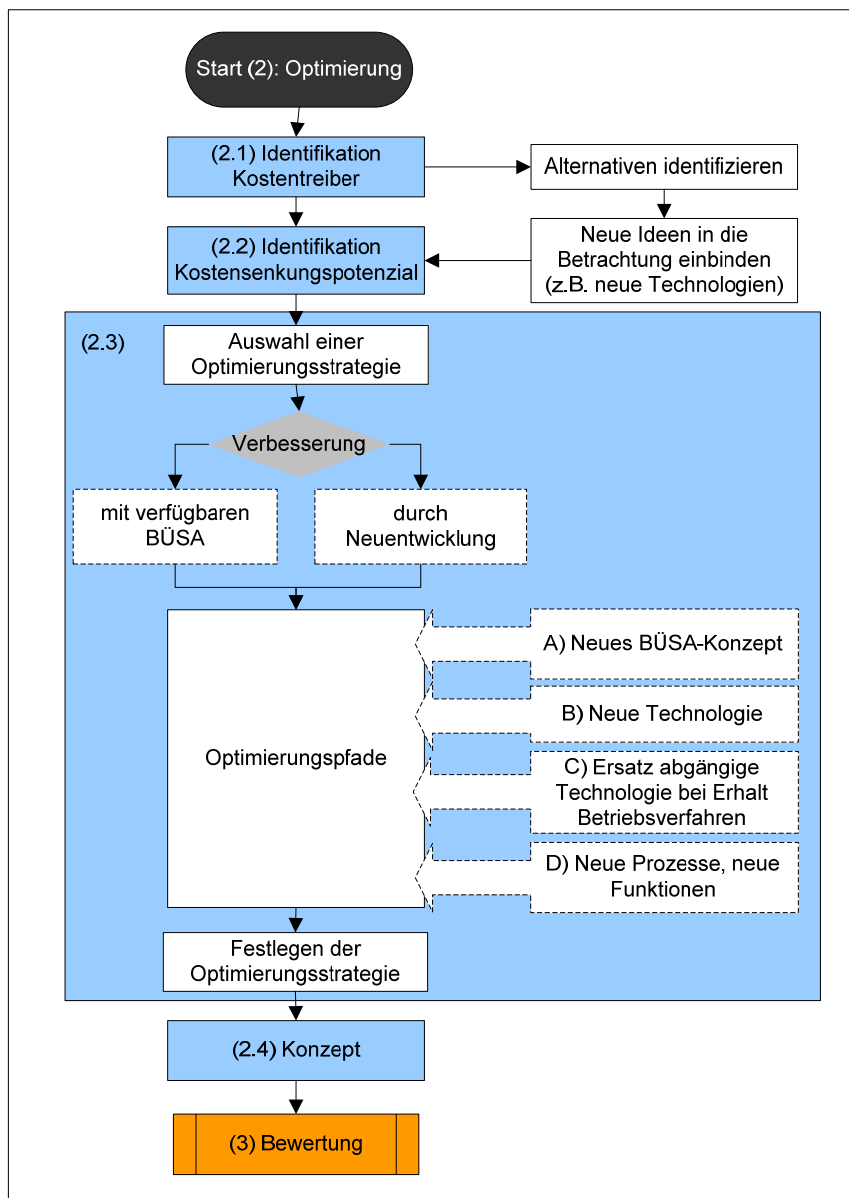 Start (2): Optimierung
(2.1) Identifikation
Kostentreiber
Alternativen identifizieren
(2.2) Identifikation
Kostensenkungspotenzial
Neue Ideen in die
Betrachtung einbinden
(z.B. neue Technologien)
(2.3)
Auswahl einer
Optimierungsstrategie
Verbesserung
mit verfügbaren
BÜSA
durch
Neuentwicklung
Optimierungspfade
A) Neues BÜSA-Konzept
B) Neue Technologie
C) Ersatz abgängige
Technologie bei Erhalt
Betriebsverfahren
D) Neue Prozesse, neue
Funktionen
Festlegen der
Optimierungsstrategie
(2.4) Konzept
(3) Bewertung